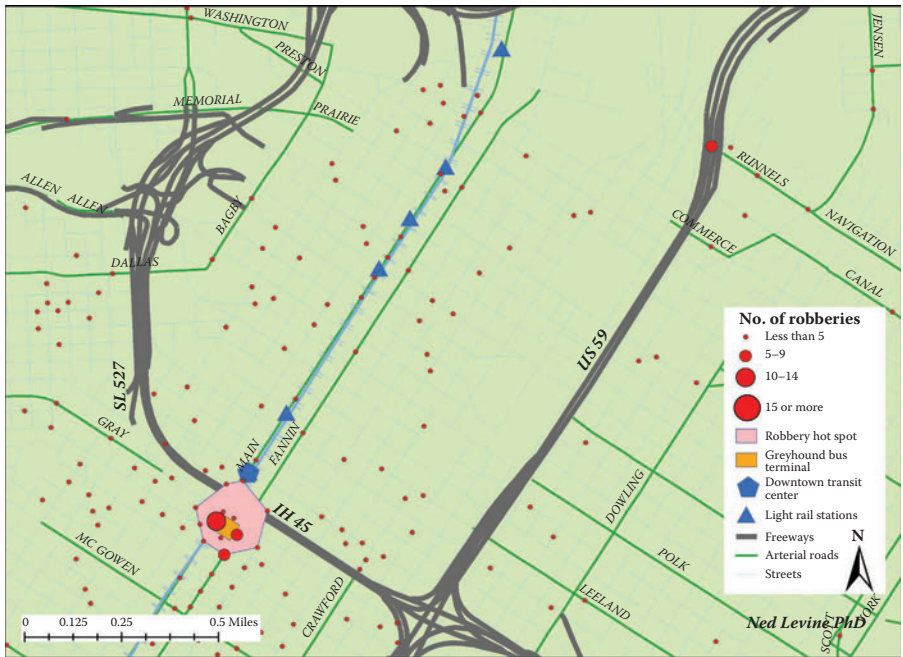 WASHINGTON
PRESTON
JENSEN
MEMORIAL
PRAIRIE
RUNNELS
ALLEN
ALLEN
BAGBY
NAVIGATION
COMMERCE
DALLAS
CANAL
No. of robberies
Less than 5
5–9
10–14
15 or more
Robbery hot spot
Greyhound bus
terminal
Downtown transit
center
Light rail stations
Freeways
Arterial roads
Streets
N
US 59
SL 527
GRAY
MAIN
FANNIN
DOWLING
IH 45
MC GOWEN
POLK
CRAWFORD
LEELAND
SCOTT
YORK
Ned Levine PhD
0 0.125 0.25 0.5 Miles